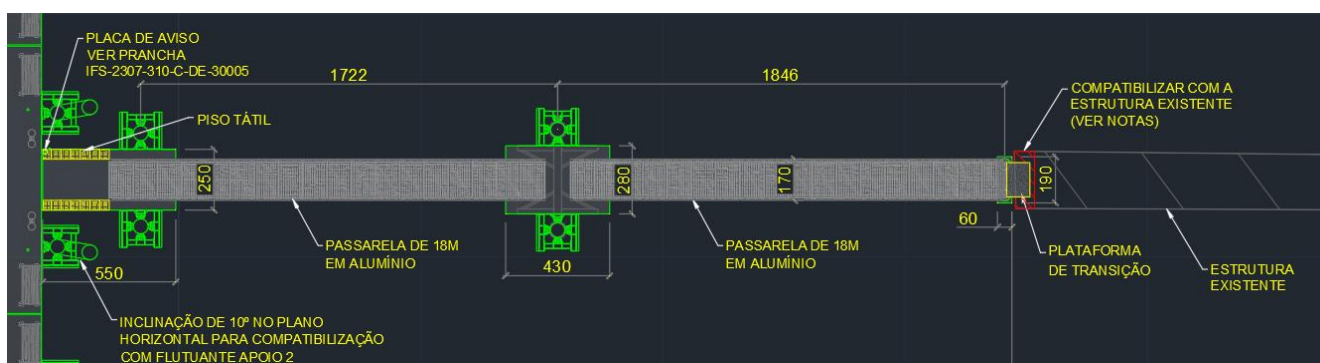 PLACA DE AVISO
VER PRANCHA
IFS-2307-310-C-DE-30005
1722
1846
COMPATIBILIZAR COM A
ESTRUTURA EXISTENTE
(VER NOTAS)
PISO TÁTIL
250
280
170
190
60
PASSARELA DE 18M
EM ALUMÍNIO
PASSARELA DE 18M
EM ALUMÍNIO
PLATAFORMA
DE TRANSIÇÃO
550
430
ESTRUTURA
EXISTENTE
INCLINAÇÃO DE 10º NO PLANO
HORIZONTAL PARA COMPATIBILIZAÇÃO
COM FLUTUANTE APOIO 2